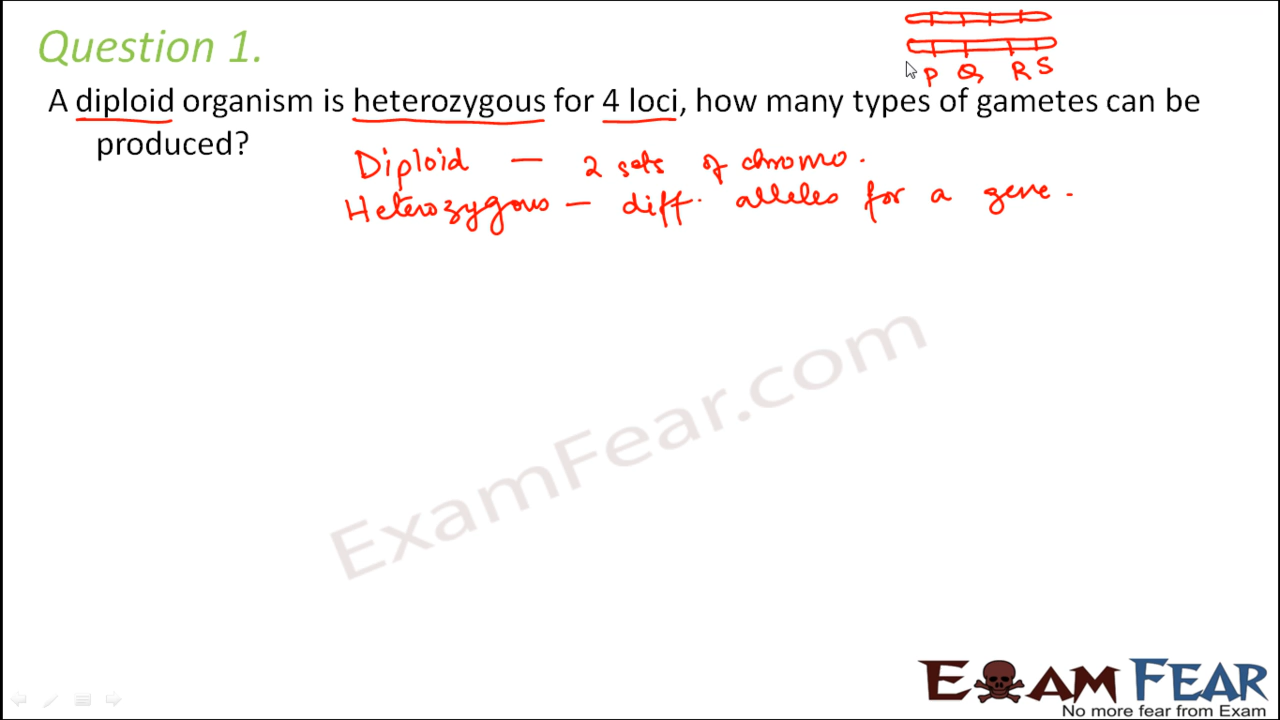 Question 1.
P Q R S
A diploid organism is heterozygous for 4 loci, how many types of gametes can be
produced?
Diploid — 2 sets of chromo.
Heterozygous — diff. alleles for a gene.
ExamFear.com
EXAM FEAR
No more fear from Exam